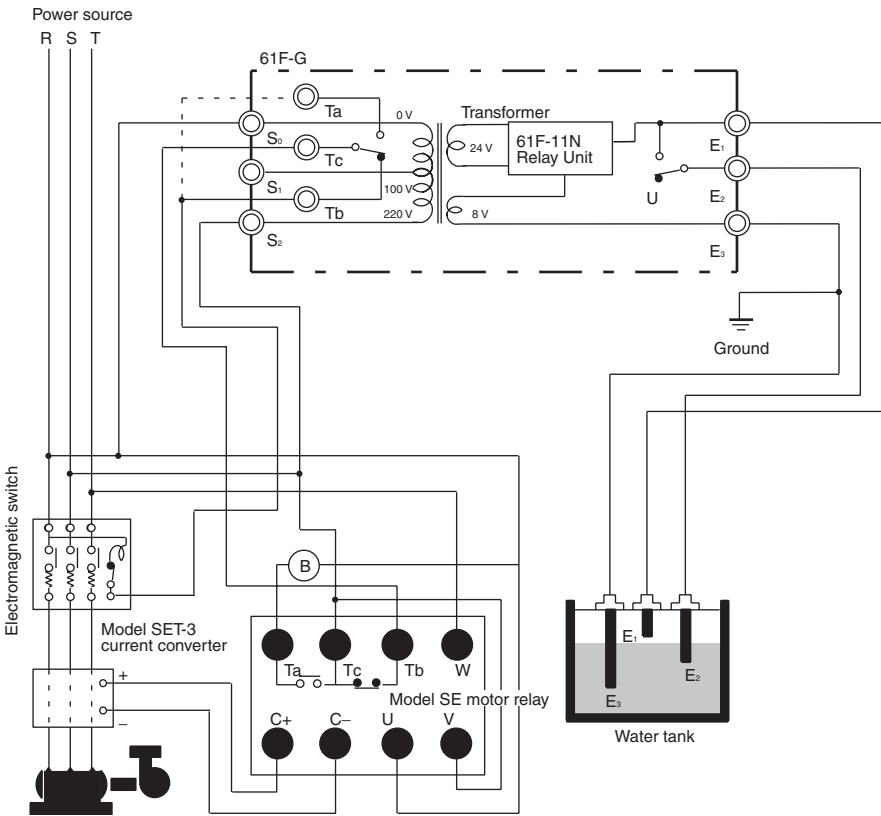 Power source
R S T
61F-G
Ta
0 V
Transformer
S₀
Tc
24 V
61F-11N
Relay Unit
E₁
S₁
100 V
U
E₂
Tb
220 V
8 V
S₂
E₃
Ground
Electromagnetic switch
B
Model SET-3
current converter
Ta
Tc
Tb
W
Model SE motor relay
+
−
C+
C−
U
V
E₁
E₂
E₃
Water tank